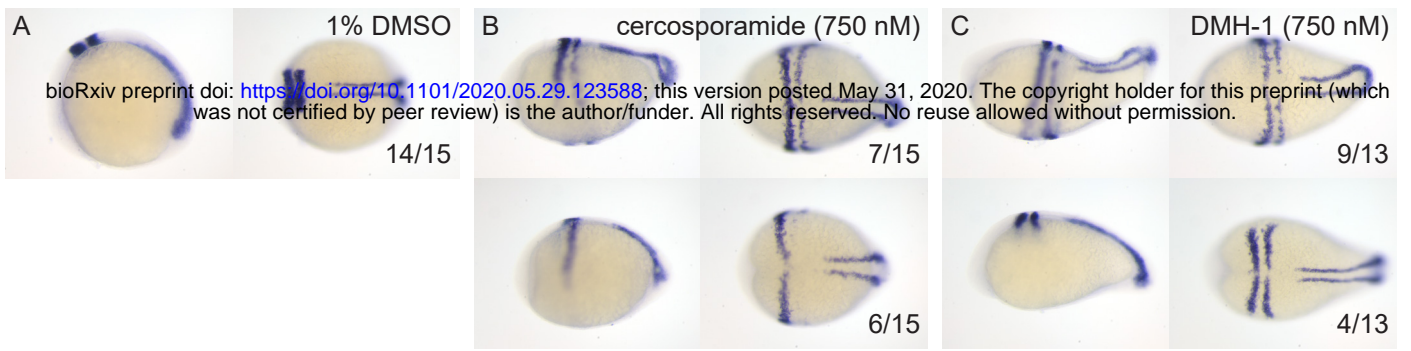 A 1% DMSO B cercosporamide (750 nM) C DMH-1 (750 nM)
bioRxiv preprint doi: https://doi.org/10.1101/2020.05.29.123588; this version posted May 31, 2020. The copyright holder for this preprint (which
was not certified by peer review) is the author/funder. All rights reserved. No reuse allowed without permission.
14/15 7/15 9/13
6/15 4/13